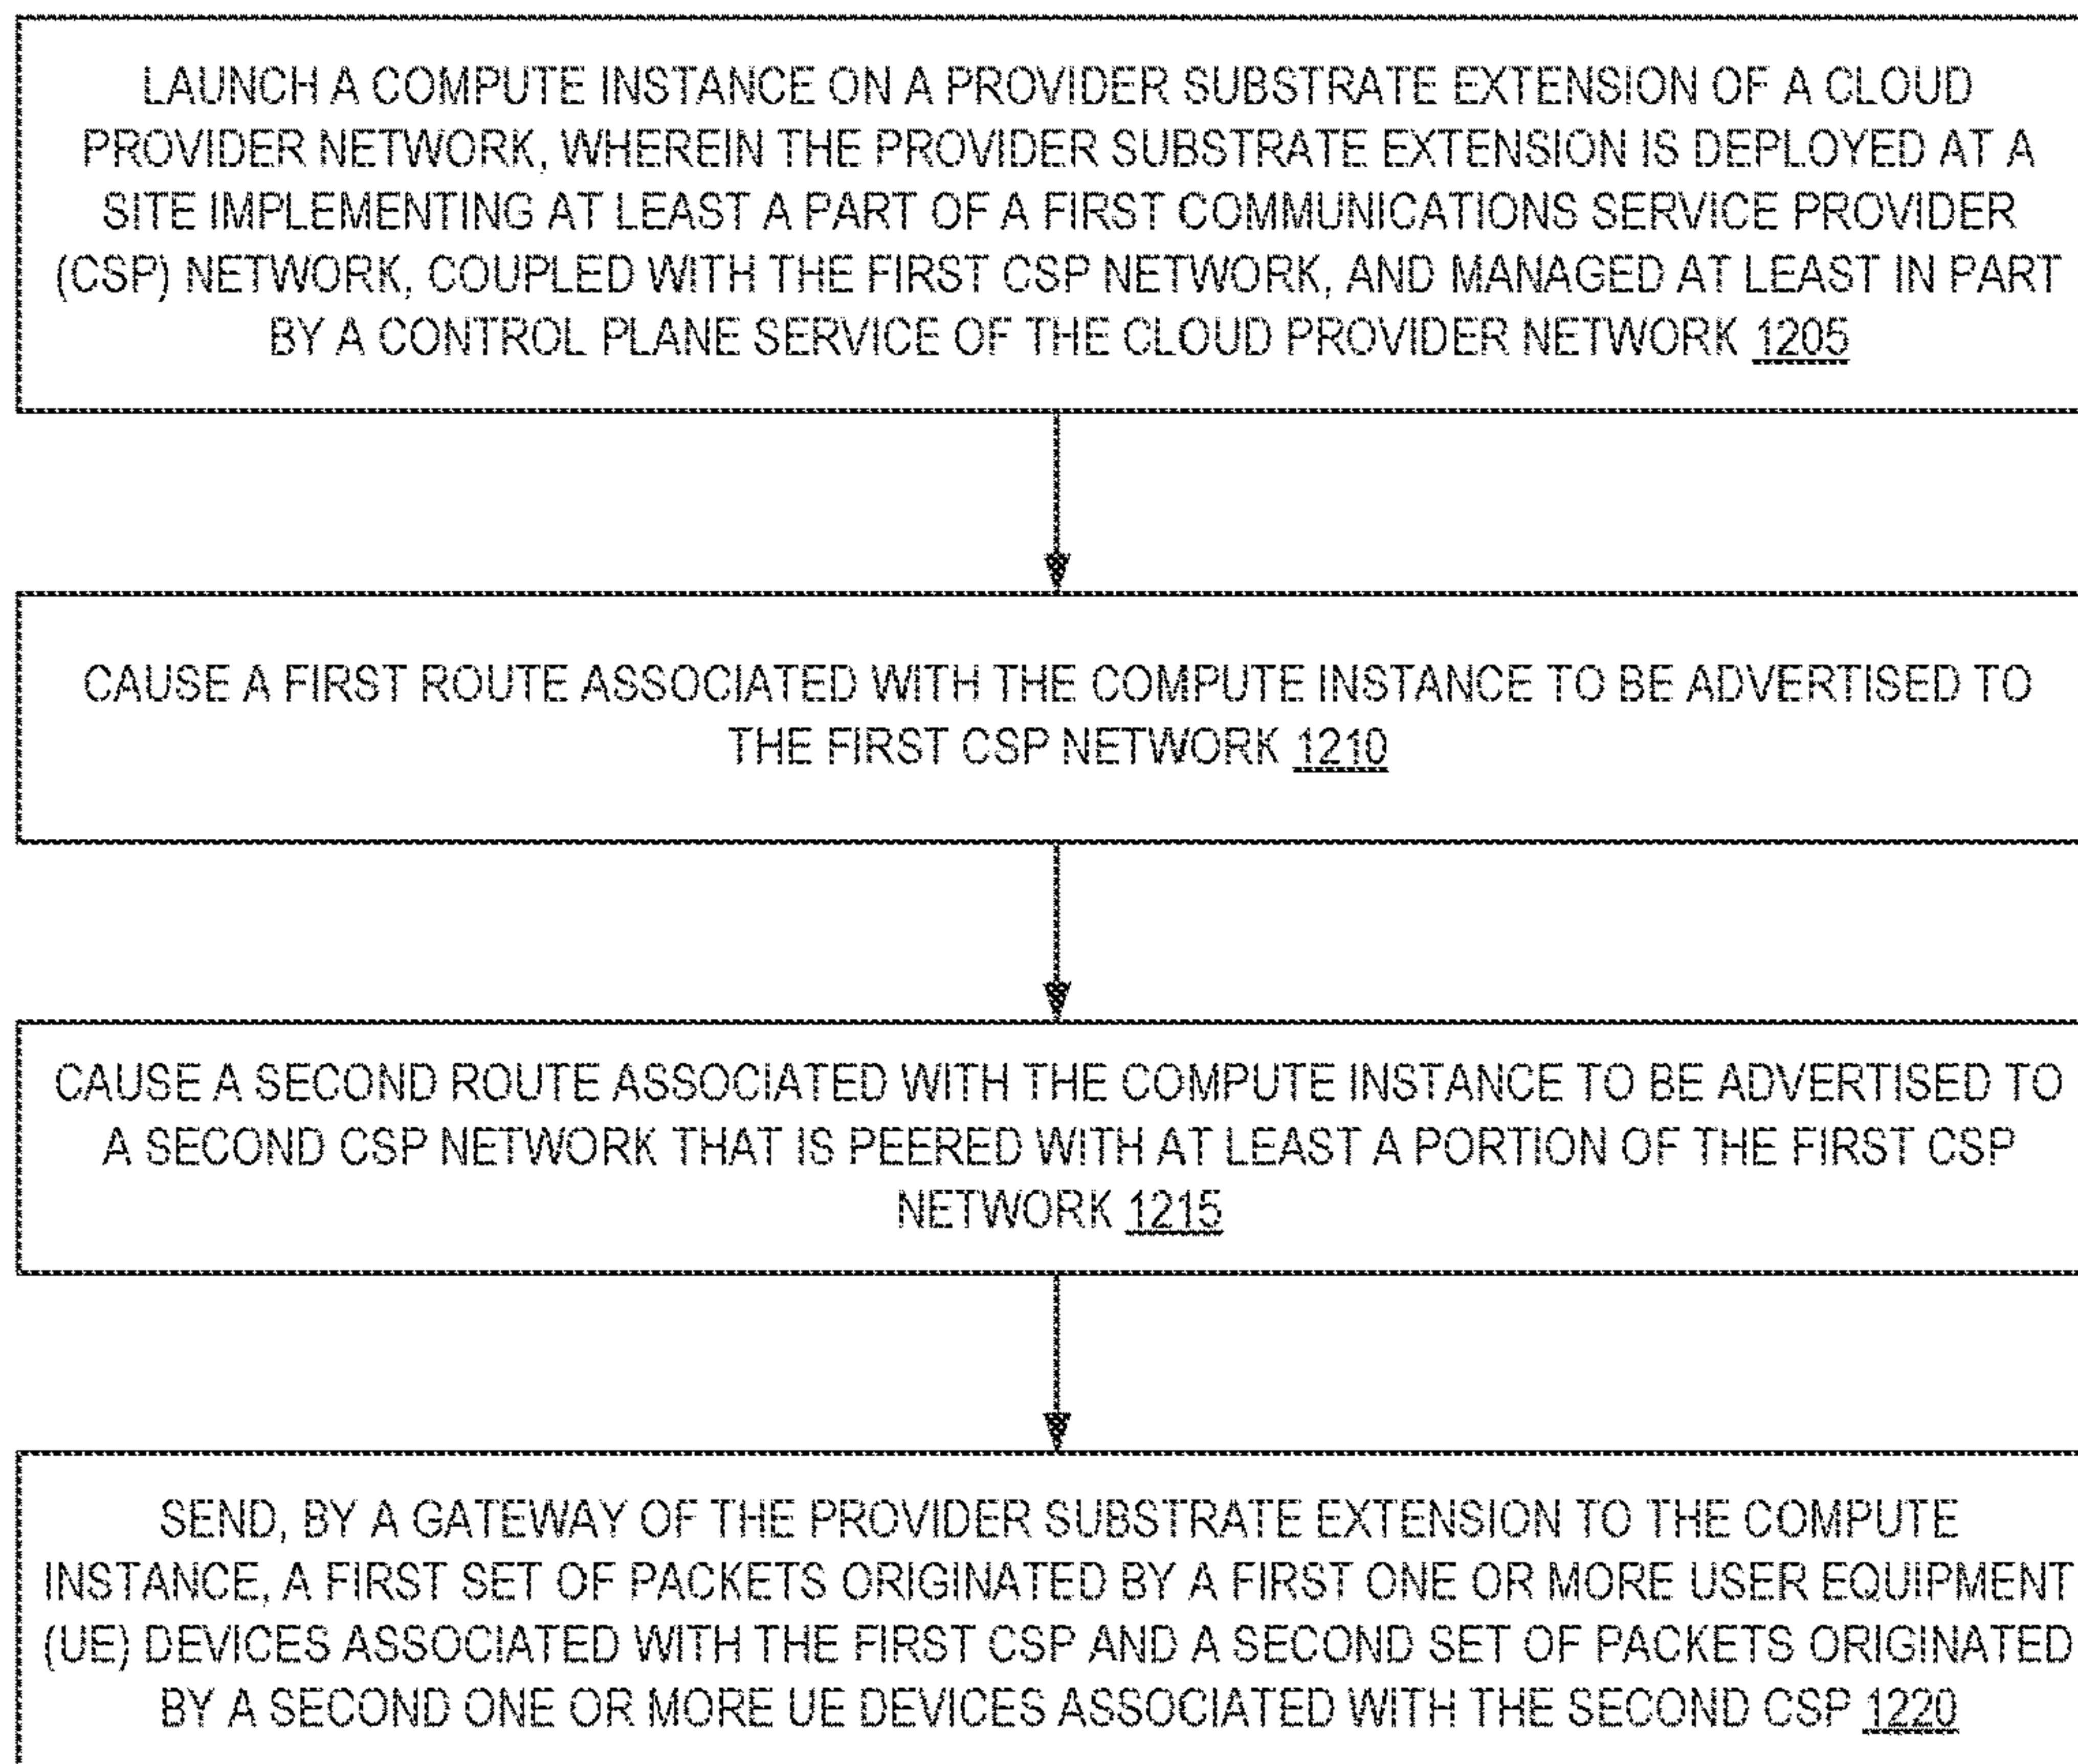 LAUNCH A COMPUTE INSTANCE ON A PROVIDER SUBSTRATE EXTENSION OF A CLOUD
PROVIDER NETWORK, WHEREIN THE PROVIDER SUBSTRATE EXTENSION IS DEPLOYED AT A
SITE IMPLEMENTING AT LEAST A PART OF A FIRST COMMUNICATIONS SERVICE PROVIDER
(CSP) NETWORK, COUPLED WITH THE FIRST CSP NETWORK, AND MANAGED AT LEAST IN PART
BY A CONTROL PLANE SERVICE OF THE CLOUD PROVIDER NETWORK 1205
CAUSE A FIRST ROUTE ASSOCIATED WITH THE COMPUTE INSTANCE TO BE ADVERTISED TO
THE FIRST CSP NETWORK 1210
CAUSE A SECOND ROUTE ASSOCIATED WITH THE COMPUTE INSTANCE TO BE ADVERTISED TO
A SECOND CSP NETWORK THAT IS PEERED WITH AT LEAST A PORTION OF THE FIRST CSP
NETWORK 1215
SEND, BY A GATEWAY OF THE PROVIDER SUBSTRATE EXTENSION TO THE COMPUTE
INSTANCE, A FIRST SET OF PACKETS ORIGINATED BY A FIRST ONE OR MORE USER EQUIPMENT
(UE) DEVICES ASSOCIATED WITH THE FIRST CSP AND A SECOND SET OF PACKETS ORIGINATED
BY A SECOND ONE OR MORE UE DEVICES ASSOCIATED WITH THE SECOND CSP 1220